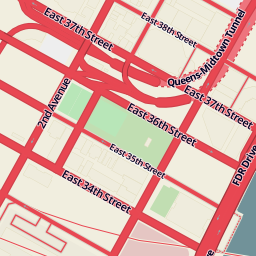 East 37th Street
East 38th Street
Queens Midtown Tunnel
2nd Avenue
East 36th Street
East 37th Street
East 35th Street
FDR Drive
East 34th Street